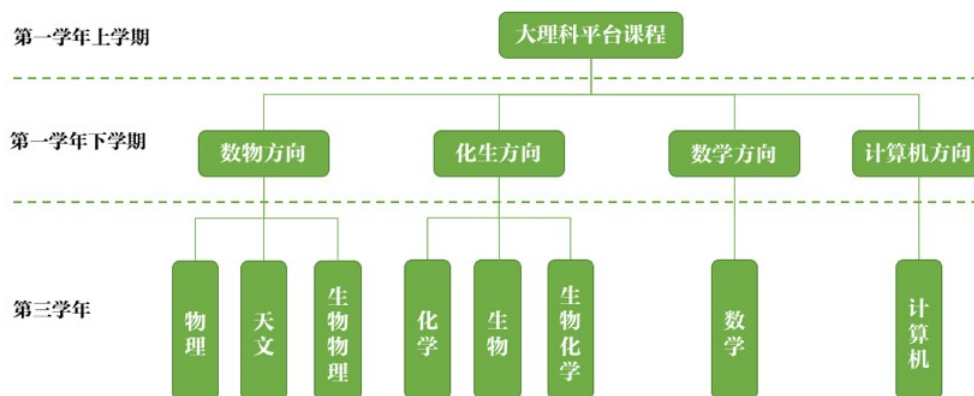 第一学年上学期
大理科平台课程
第一学年下学期
数物方向
化生方向
数学方向
计算机方向
第三学年
物理
天文
生物物理
化学
生物
生物化学
数学
计算机